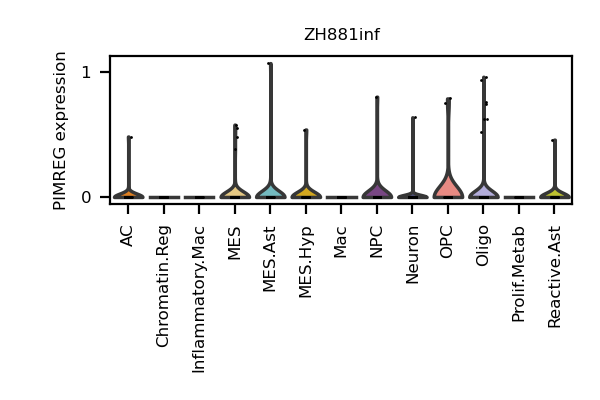 ZH881inf
PIMREG expression
1
0
AC
Chromatin.Reg
Inflammatory.Mac
MES
MES.Ast
MES.Hyp
Mac
NPC
Neuron
OPC
Oligo
Prolif.Metab
Reactive.Ast